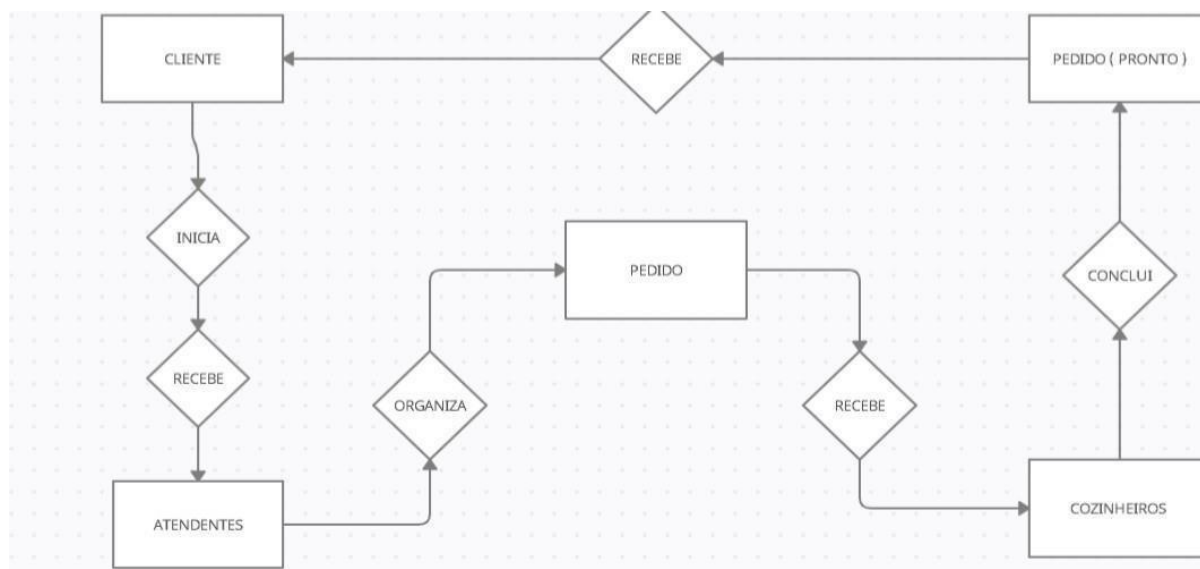 CLIENTE
RECEBE
PEDIDO ( PRONTO )
INICIA
PEDIDO
CONCLUI
RECEBE
ORGANIZA
RECEBE
ATENDENTES
COZINHEIROS